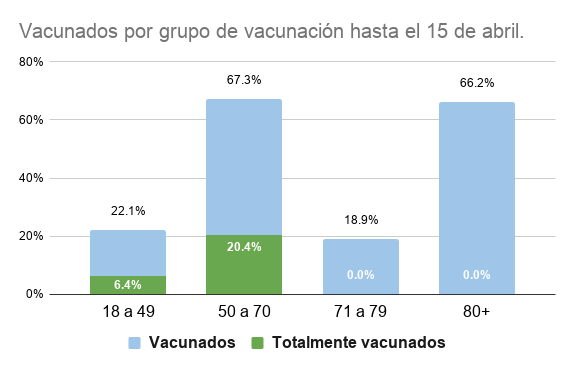 Vacunados por grupo de vacunación hasta el 15 de abril.
80%
60%
40%
20%
0%
22.1%
6.4%
67.3%
20.4%
18.9%
0.0%
66.2%
0.0%
18 a 49
50 a 70
71 a 79
80+
Vacunados
Totalmente vacunados